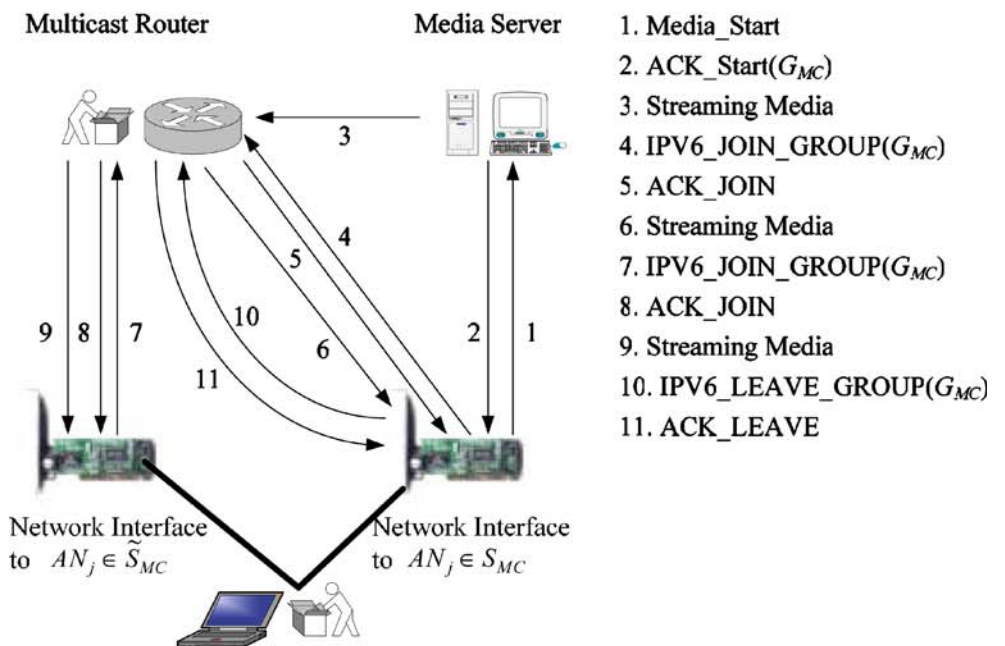 Multicast Router
Media Server
1. Media_Start
2. ACK_Start(G_MC)
3. Streaming Media
4. IPV6_JOIN_GROUP(G_MC)
5. ACK_JOIN
6. Streaming Media
7. IPV6_JOIN_GROUP(G_MC)
8. ACK_JOIN
9. Streaming Media
10. IPV6_LEAVE_GROUP(G_MC)
11. ACK_LEAVE
3
4
5
10
6
11
9
8
7
2
1
Network Interface
to AN_j ∈ S̃_MC
Network Interface
to AN_j ∈ S_MC